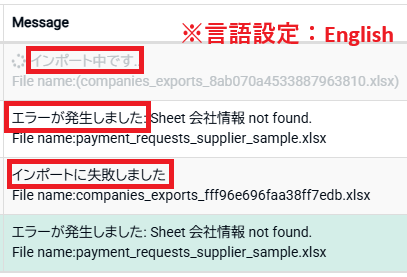 Message
※言語設定：English
インポート中です..
File name:(companies_exports_8ab070a4533887963810.xlsx)
エラーが発生しました: Sheet 会社情報 not found.
File name:payment_requests_supplier_sample.xlsx
インポートに失敗しました
File name:companies_exports_fff96e696faa38ff7edb.xlsx
エラーが発生しました: Sheet 会社情報 not found.
File name:payment_requests_supplier_sample.xlsx